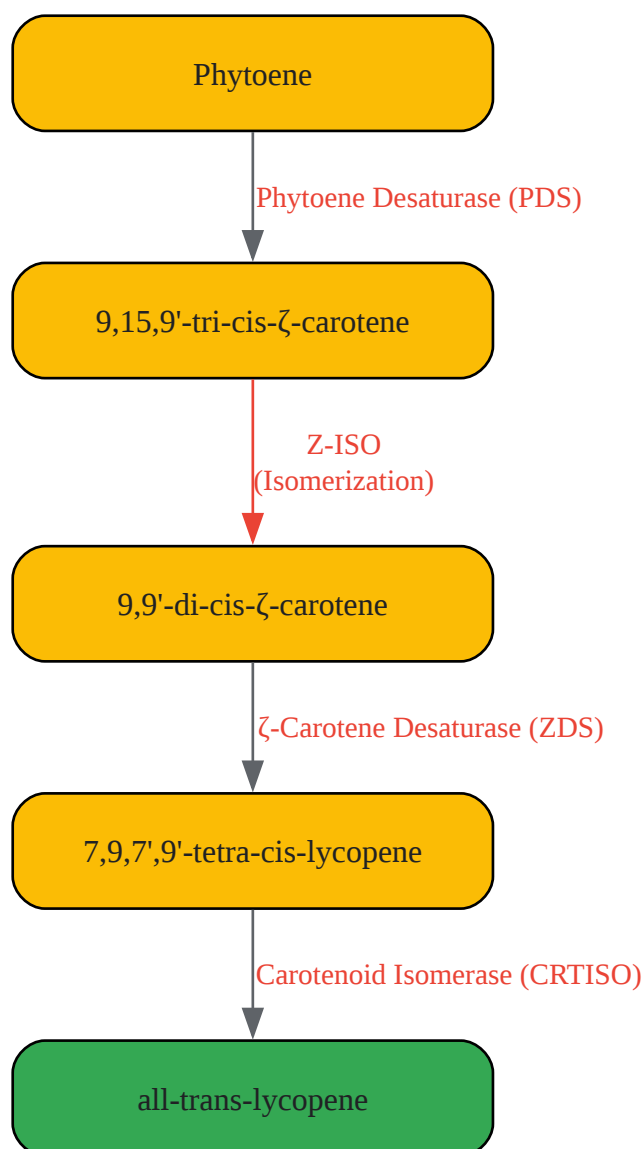 Phytoene
Phytoene Desaturase (PDS)
9,15,9'-tri-cis-ζ-carotene
Z-ISO
(Isomerization)
9,9'-di-cis-ζ-carotene
ζ-Carotene Desaturase (ZDS)
7,9,7',9'-tetra-cis-lycopene
Carotenoid Isomerase (CRTISO)
all-trans-lycopene